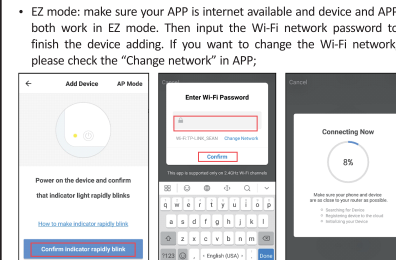 • EZ mode: make sure your APP is internet available and device and APP
both work in EZ mode. Then input the Wi-Fi network password to
finish the device adding. If you want to change the Wi-Fi network
please check the “Change network” in APP;
Add Device AP Mode
Power on the device and confirm
that indicator light rapidly blinks
How to make indicator rapidly blink
Confirm indicator rapidly blink
Cancel
Enter Wi-Fi Password
Change Network
Confirm
This app is supported only on 2.4GHz Wi-Fi channels
q w e r t y u i o p
a s d f g h j k l
z x c v b n m
?123 , English (USA) . Done
Cancel
Connecting Now
8%
Make sure your phone and device
are as close to your router as possible.
Searching for Device
Registering device to the cloud
Initializing your device